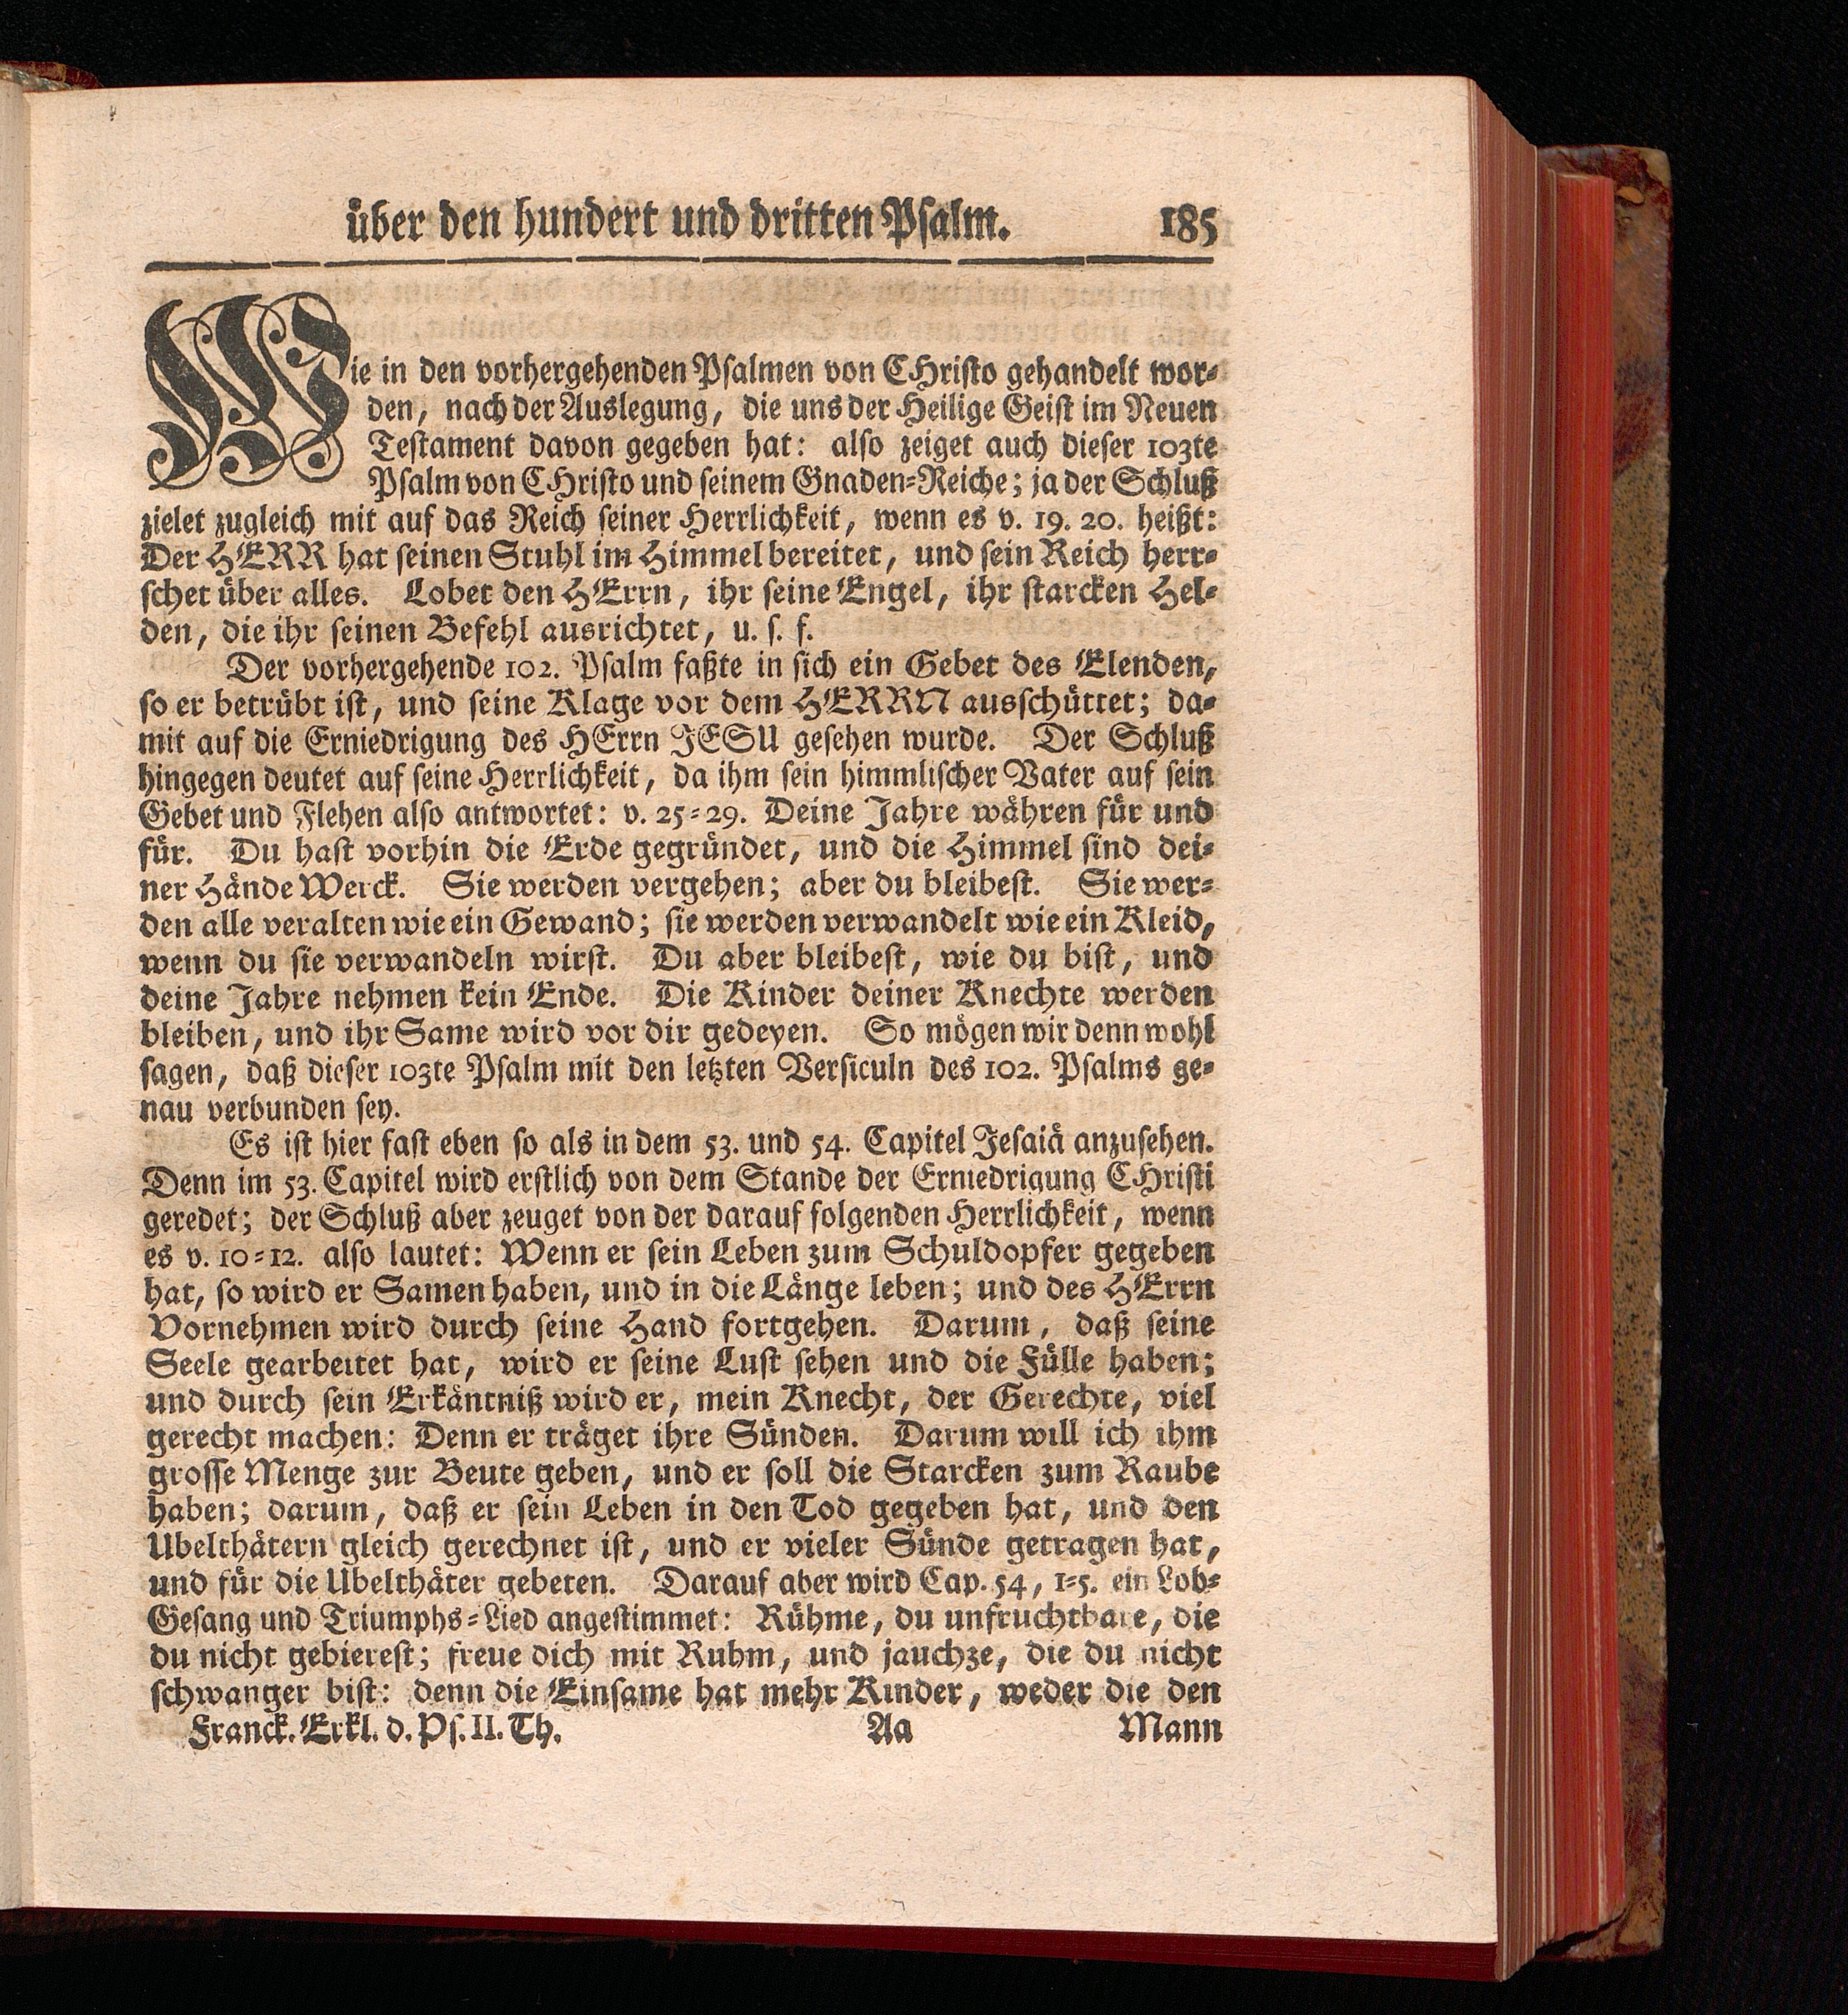 über den hundert und dritten Psalm. 185
Wie in den vorhergehenden Psalmen von CHristo gehandelt wor-
den, nach der Auslegung, die uns der Heilige Geist im Neuen
Testament davon gegeben hat: also zeiget auch dieser 103te
Psalm von CHristo und seinem Gnaden-Reiche; ja der Schluß
zielet zugleich mit auf das Reich seiner Herrlichkeit, wenn es v. 19. 20. heißt:
Der HERR hat seinen Stuhl im Himmel bereitet, und sein Reich herr-
schet über alles. Lobet den HErrn, ihr seine Engel, ihr starcken Hel-
den, die ihr seinen Befehl ausrichtet, u. s. f.
Der vorhergehende 102. Psalm faßte in sich ein Gebet des Elenden,
so er betrübt ist, und seine Klage vor dem HERRN ausschüttet; da-
mit auf die Erniedrigung des HErrn JESU gesehen wurde. Der Schluß
hingegen deutet auf seine Herrlichkeit, da ihm sein himmlischer Vater auf sein
Gebet und Flehen also antwortet: v. 25-29. Deine Jahre währen für und
für. Du hast vorhin die Erde gegründet, und die Himmel sind dei-
ner Hände Werck. Sie werden vergehen; aber du bleibest. Sie wer-
den alle veralten wie ein Gewand; sie werden verwandelt wie ein Kleid,
wenn du sie verwandeln wirst. Du aber bleibest, wie du bist, und
deine Jahre nehmen kein Ende. Die Kinder deiner Knechte werden
bleiben, und ihr Same wird vor dir gedeyen. So mögen wir denn wohl
sagen, daß dieser 103te Psalm mit den letzten Versiculn des 102. Psalms ge-
nau verbunden sey.
Es ist hier fast eben so als in dem 53. und 54. Capitel Jesaiä anzusehen.
Denn im 53. Capitel wird erstlich von dem Stande der Erniedrigung CHristi
geredet; der Schluß aber zeuget von der darauf folgenden Herrlichkeit, wenn
es v. 10-12. also lautet: Wenn er sein Leben zum Schuldopfer gegeben
hat, so wird er Samen haben, und in die Länge leben; und des HErrn
Vornehmen wird durch seine Hand fortgehen. Darum, daß seine
Seele gearbeitet hat, wird er seine Lust sehen und die Fülle haben;
und durch sein Erkäntniß wird er, mein Knecht, der Gerechte, viel
gerecht machen: Denn er träget ihre Sünden. Darum will ich ihm
grosse Menge zur Beute geben, und er soll die Starcken zum Raube
haben; darum, daß er sein Leben in den Tod gegeben hat, und den
Ubelthätern gleich gerechnet ist, und er vieler Sünde getragen hat,
und für die Ubelthäter gebeten. Darauf aber wird Cap. 54, 1-5. ein Lob-
Gesang und Triumphs-Lied angestimmet: Rühme, du unfruchtbare, die
du nicht gebierest; freue dich mit Ruhm, und jauchze, die du nicht
schwanger bist: denn die Einsame hat mehr Kinder, weder die den
Franck. Erkl. d. Ps. II. Th. Aa Mann